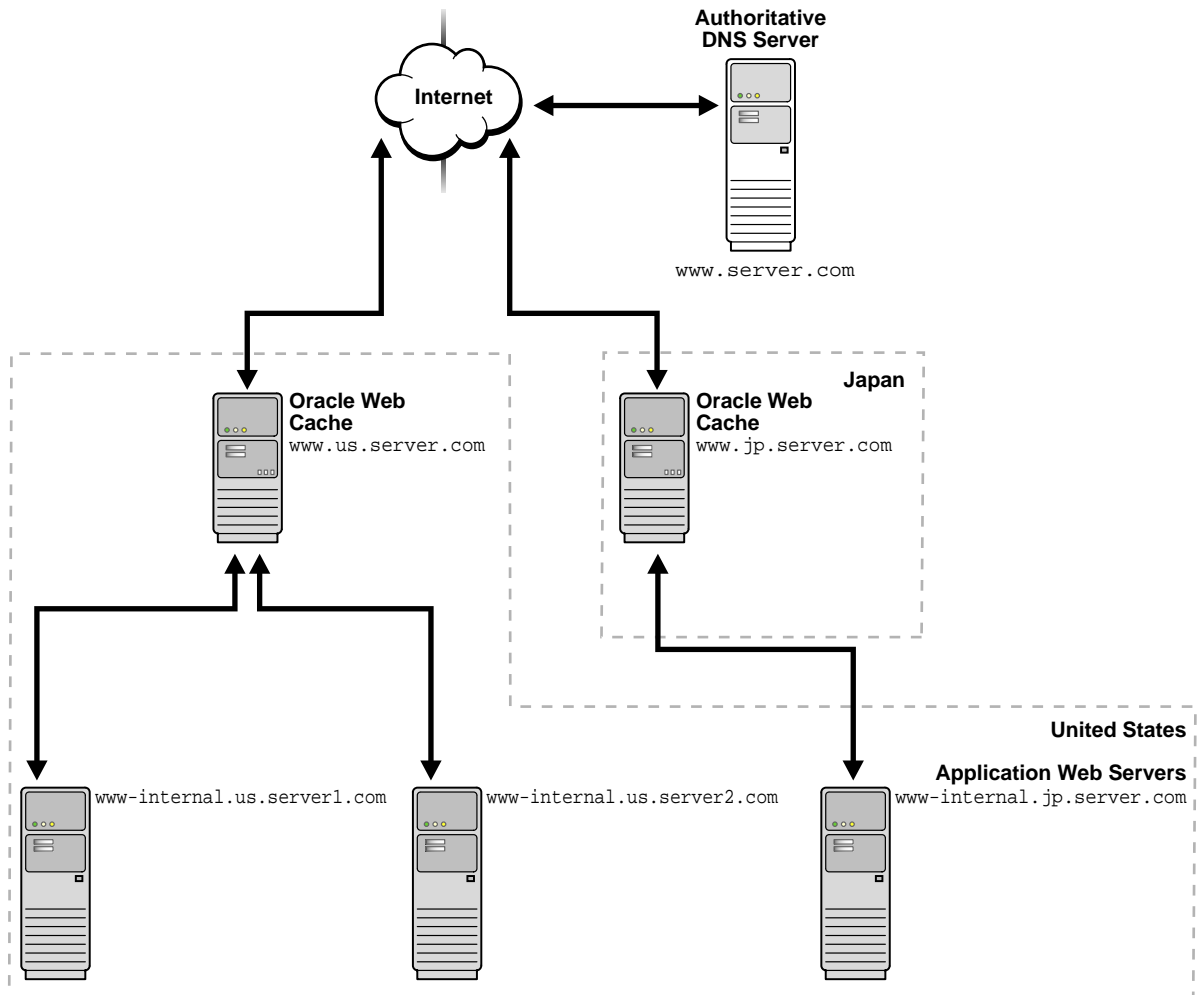 Authoritative
DNS Server
Internet
www.server.com
Japan
Oracle Web
Cache
www.us.server.com
Oracle Web
Cache
www.jp.server.com
United States
Application Web Servers
www-internal.us.server1.com
www-internal.us.server2.com
www-internal.jp.server.com